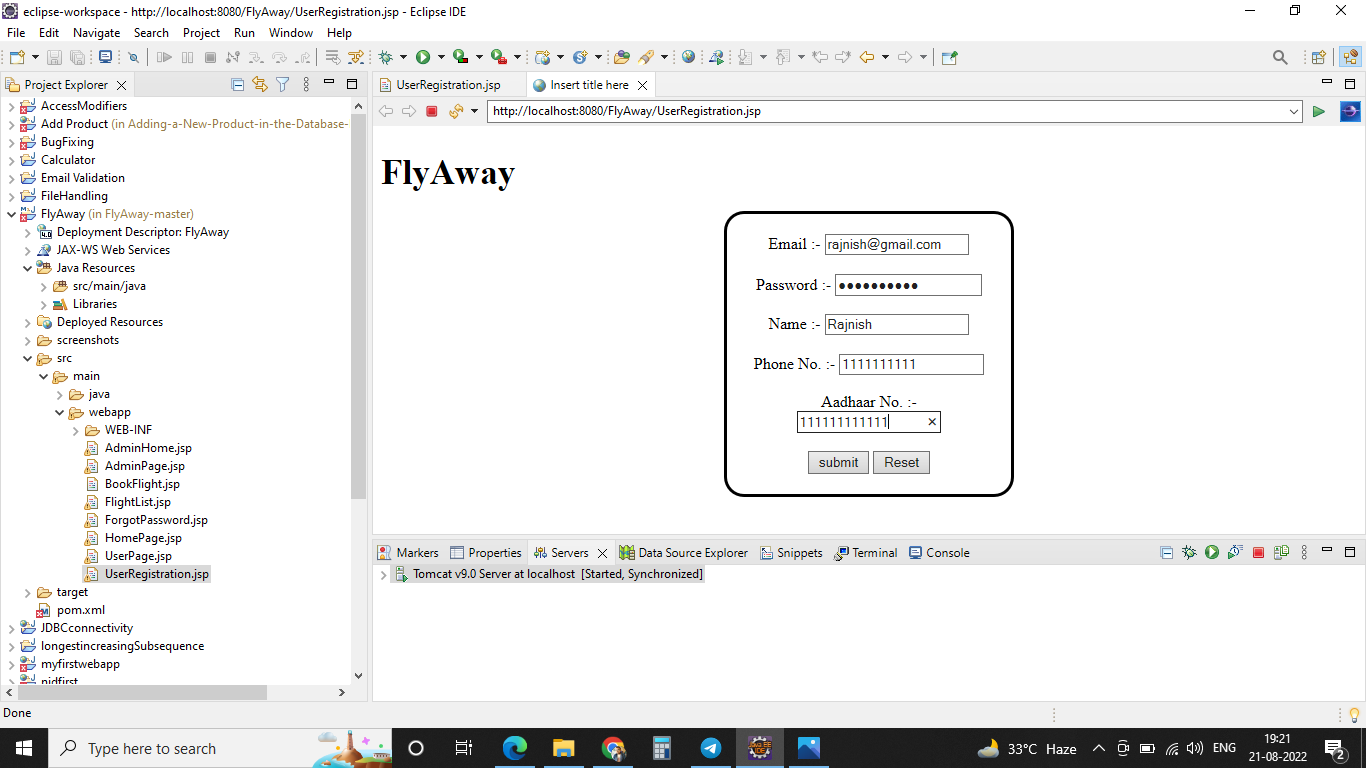 eclipse-workspace - http://localhost:8080/FlyAway/UserRegistration.jsp - Eclipse IDE
File Edit Navigate Search Project Run Window Help
Project Explorer
AccessModifiers
Add Product (in Adding-a-New-Product-in-the-Database-
BugFixing
Calculator
Email Validation
FileHandling
FlyAway (in FlyAway-master)
Deployment Descriptor: FlyAway
JAX-WS Web Services
Java Resources
src/main/java
Libraries
Deployed Resources
screenshots
src
main
java
webapp
WEB-INF
AdminHome.jsp
AdminPage.jsp
BookFlight.jsp
FlightList.jsp
ForgotPassword.jsp
HomePage.jsp
UserPage.jsp
UserRegistration.jsp
target
pom.xml
JDBCconnectivity
longestincreasingSubsequence
myfirstwebapp
nidfirst
UserRegistration.jsp Insert title here
http://localhost:8080/FlyAway/UserRegistration.jsp
FlyAway
Email :- rajnish@gmail.com
Password :- ●●●●●●●●●●
Name :- Rajnish
Phone No. :- 1111111111
Aadhaar No. :-
111111111111
submit Reset
Markers Properties Servers Data Source Explorer Snippets Terminal Console
Tomcat v9.0 Server at localhost [Started, Synchronized]
Done
Type here to search
33°C Haze ENG 19:21
21-08-2022 2